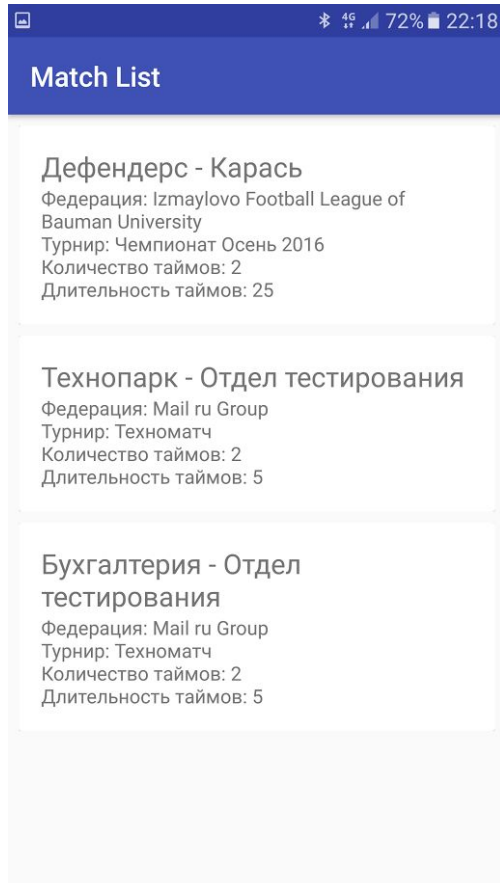 4G 72% 22:18
Match List
Дефендерс - Карась
Федерация: Izmaylovo Football League of
Bauman University
Турнир: Чемпионат Осень 2016
Количество таймов: 2
Длительность таймов: 25
Технопарк - Отдел тестирования
Федерация: Mail ru Group
Турнир: Техноматч
Количество таймов: 2
Длительность таймов: 5
Бухгалтерия - Отдел
тестирования
Федерация: Mail ru Group
Турнир: Техноматч
Количество таймов: 2
Длительность таймов: 5